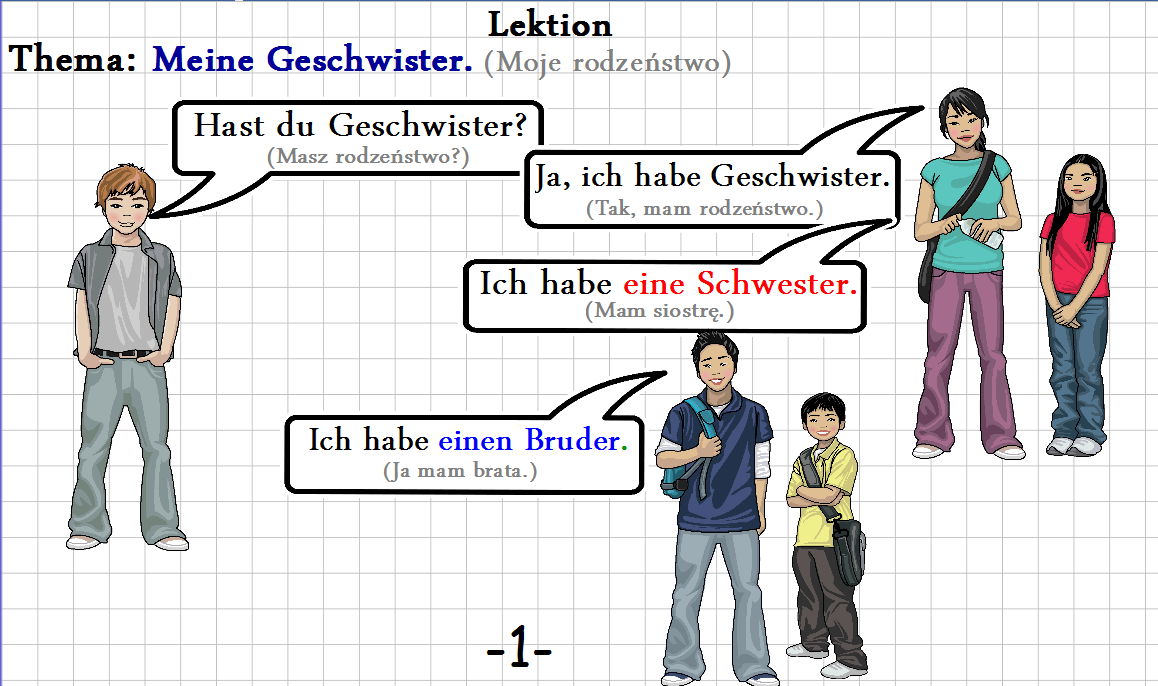 Lektion
Thema: Meine Geschwister. (Moje rodzeństwo)
Hast du Geschwister?
(Masz rodzeństwo?)
Ja, ich habe Geschwister.
(Tak, mam rodzeństwo.)
Ich habe eine Schwester.
(Mam siostrę.)
Ich habe einen Bruder.
(Ja mam brata.)
-1-